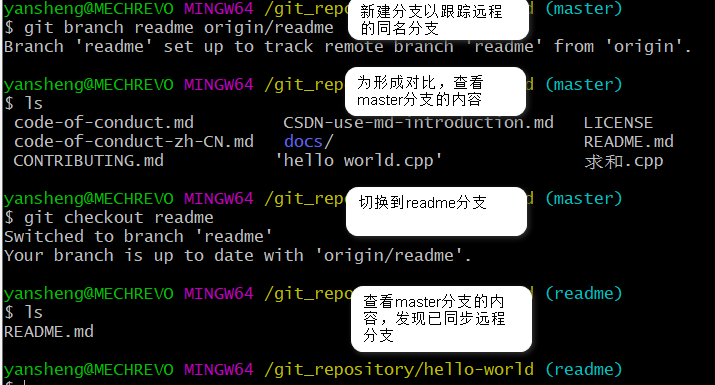 yansheng@MECHREVO MINGW64 /git_repos (master)
新建分支以跟踪远程
的同名分支
$ git branch readme origin/readme
Branch 'readme' set up to track remote branch 'readme' from 'origin'.
yansheng@MECHREVO MINGW64 /git_repo d (master)
为形成对比，查看
master分支的内容
$ ls
code-of-conduct.md CSDN-use-md-introduction.md LICENSE
code-of-conduct-zh-CN.md docs/ README.md
CONTRIBUTING.md 'hello world.cpp' 求和.cpp
yansheng@MECHREVO MINGW64 /git_repo d (master)
切换到readme分支
$ git checkout readme
Switched to branch 'readme'
Your branch is up to date with 'origin/readme'.
yansheng@MECHREVO MINGW64 /git_repos d (readme)
查看master分支的内
容，发现已同步远程
分支
$ ls
README.md
yansheng@MECHREVO MINGW64 /git_repository/hello-world (readme)
$